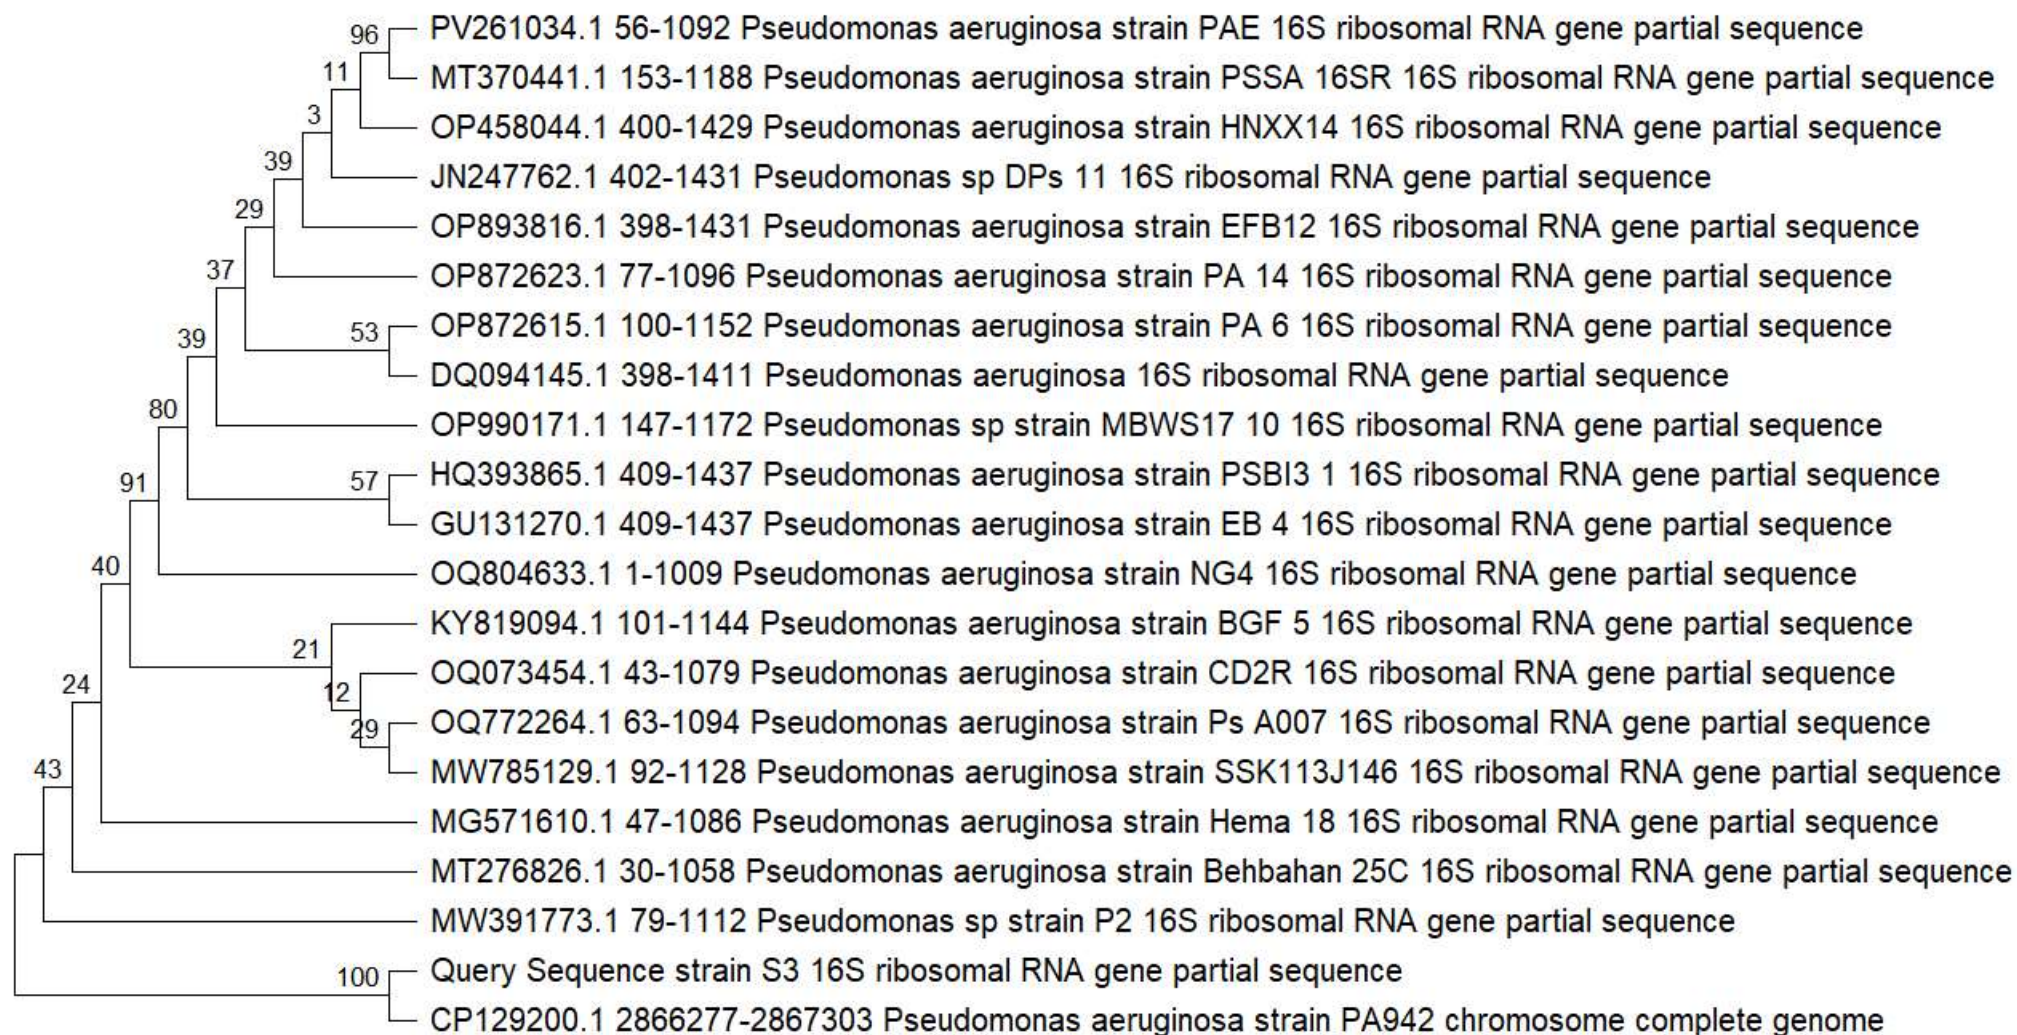 96
PV261034.1 56-1092 Pseudomonas aeruginosa strain PAE 16S ribosomal RNA gene partial sequence
11
MT370441.1 153-1188 Pseudomonas aeruginosa strain PSSA 16SR 16S ribosomal RNA gene partial sequence
3
OP458044.1 400-1429 Pseudomonas aeruginosa strain HNXX14 16S ribosomal RNA gene partial sequence
39
JN247762.1 402-1431 Pseudomonas sp DPs 11 16S ribosomal RNA gene partial sequence
29
OP893816.1 398-1431 Pseudomonas aeruginosa strain EFB12 16S ribosomal RNA gene partial sequence
37
OP872623.1 77-1096 Pseudomonas aeruginosa strain PA 14 16S ribosomal RNA gene partial sequence
53
OP872615.1 100-1152 Pseudomonas aeruginosa strain PA 6 16S ribosomal RNA gene partial sequence
39
DQ094145.1 398-1411 Pseudomonas aeruginosa 16S ribosomal RNA gene partial sequence
80
OP990171.1 147-1172 Pseudomonas sp strain MBWS17 10 16S ribosomal RNA gene partial sequence
91
57
HQ393865.1 409-1437 Pseudomonas aeruginosa strain PSBI3 1 16S ribosomal RNA gene partial sequence
GU131270.1 409-1437 Pseudomonas aeruginosa strain EB 4 16S ribosomal RNA gene partial sequence
40
OQ804633.1 1-1009 Pseudomonas aeruginosa strain NG4 16S ribosomal RNA gene partial sequence
21
KY819094.1 101-1144 Pseudomonas aeruginosa strain BGF 5 16S ribosomal RNA gene partial sequence
24
12
OQ073454.1 43-1079 Pseudomonas aeruginosa strain CD2R 16S ribosomal RNA gene partial sequence
29
OQ772264.1 63-1094 Pseudomonas aeruginosa strain Ps A007 16S ribosomal RNA gene partial sequence
43
MW785129.1 92-1128 Pseudomonas aeruginosa strain SSK113J146 16S ribosomal RNA gene partial sequence
MG571610.1 47-1086 Pseudomonas aeruginosa strain Hema 18 16S ribosomal RNA gene partial sequence
MT276826.1 30-1058 Pseudomonas aeruginosa strain Behbahan 25C 16S ribosomal RNA gene partial sequence
MW391773.1 79-1112 Pseudomonas sp strain P2 16S ribosomal RNA gene partial sequence
100
Query Sequence strain S3 16S ribosomal RNA gene partial sequence
CP129200.1 2866277-2867303 Pseudomonas aeruginosa strain PA942 chromosome complete genome